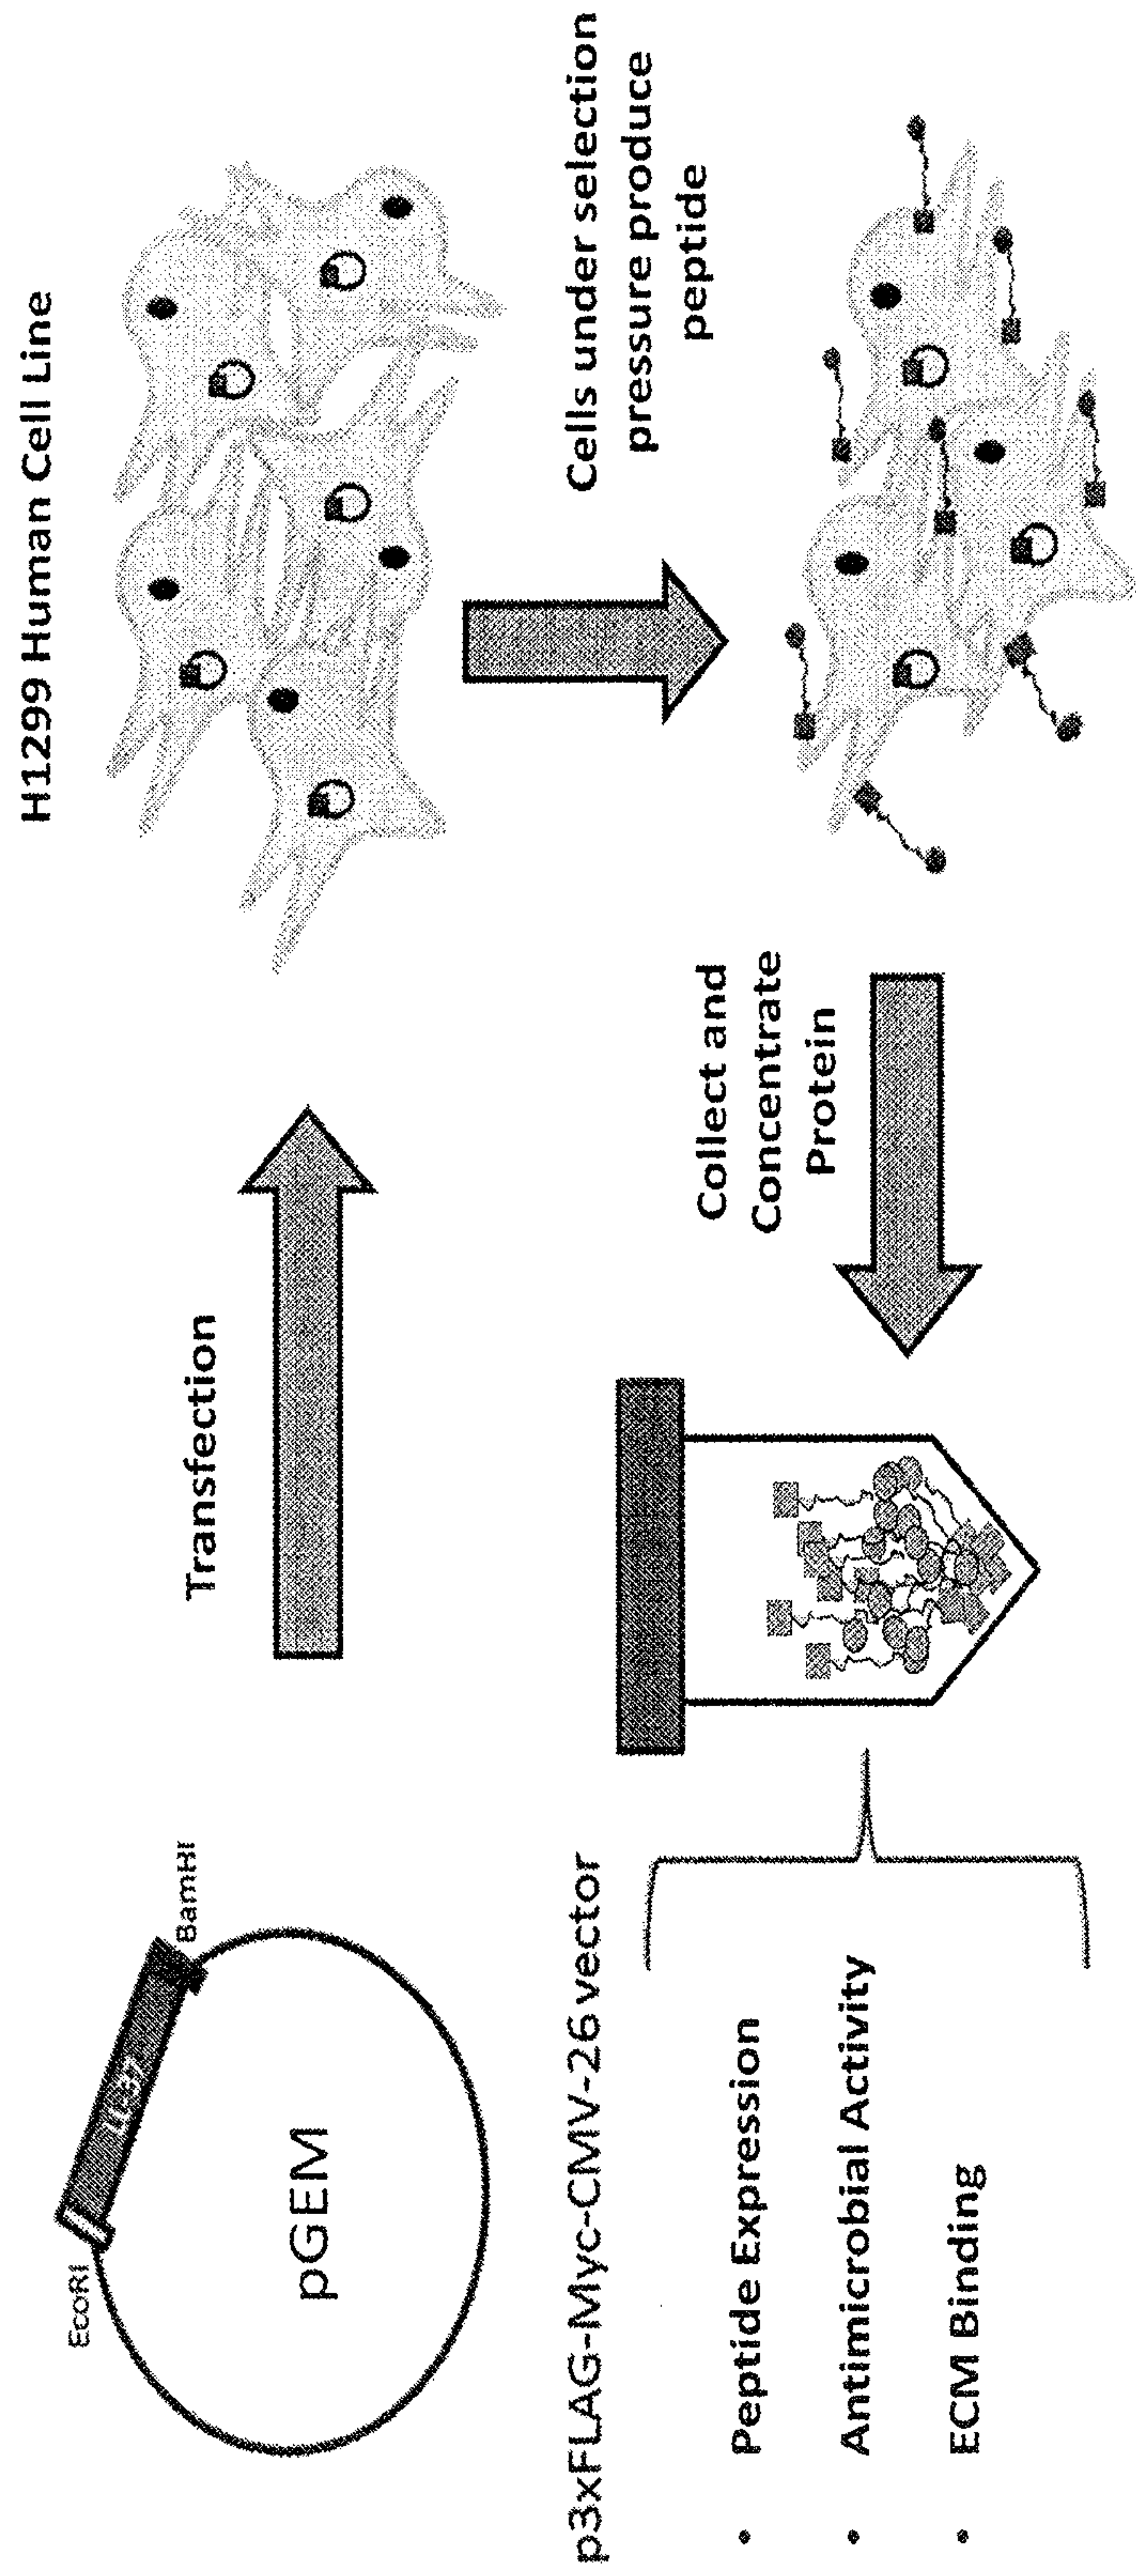 EcoRI
LL-37
BamHI
pGEM
p3xFLAG-Myc-CMV-26 vector
Transfection
H1299 Human Cell Line
Cells under selection
pressure produce
peptide
Collect and
Concentrate
Protein
• Peptide Expression
• Antimicrobial Activity
• ECM Binding